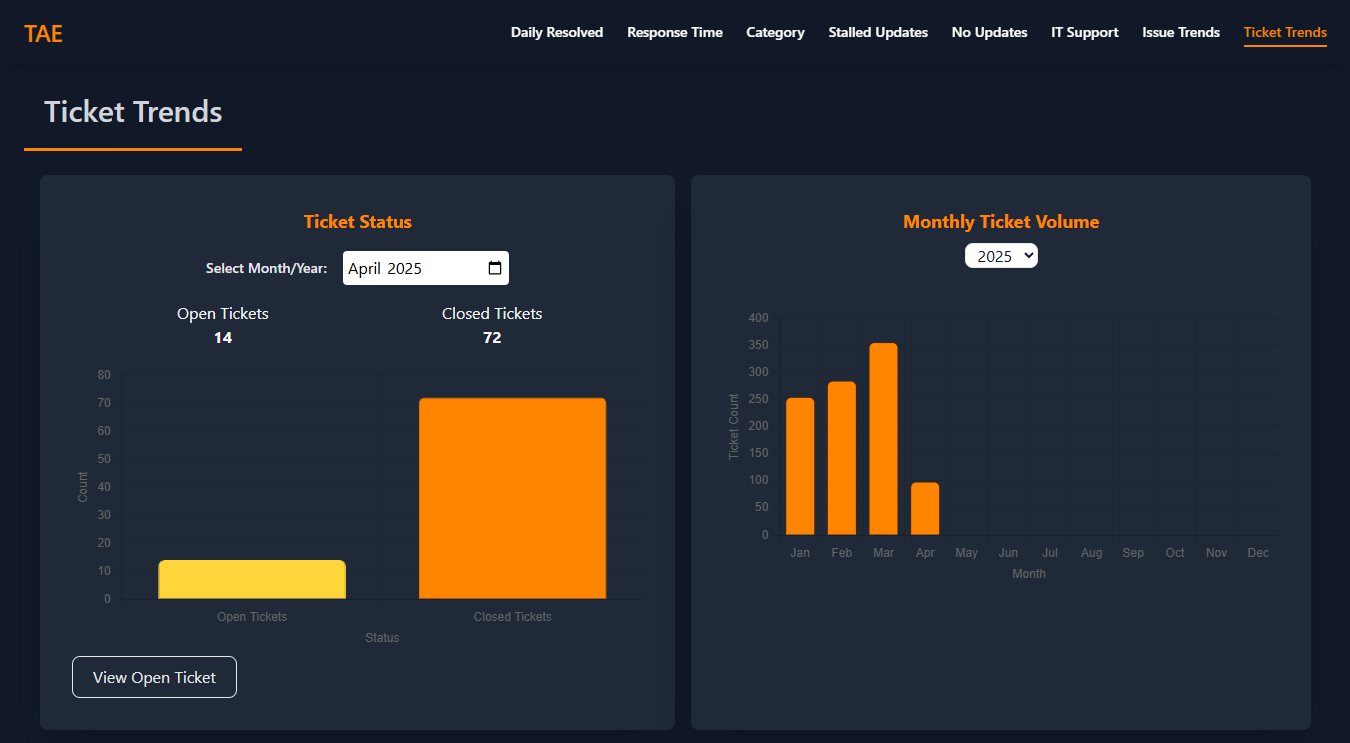 TAE
Daily Resolved Response Time Category Stalled Updates No Updates IT Support Issue Trends Ticket Trends
Ticket Trends
Ticket Status
Select Month/Year: April 2025
Open Tickets Closed Tickets
14 72
80
70
60
50
40
30
20
10
0
Count
Open Tickets Closed Tickets
Status
View Open Ticket
Monthly Ticket Volume
2025
400
350
300
250
200
150
100
50
0
Ticket Count
Jan Feb Mar Apr May Jun Jul Aug Sep Oct Nov Dec
Month